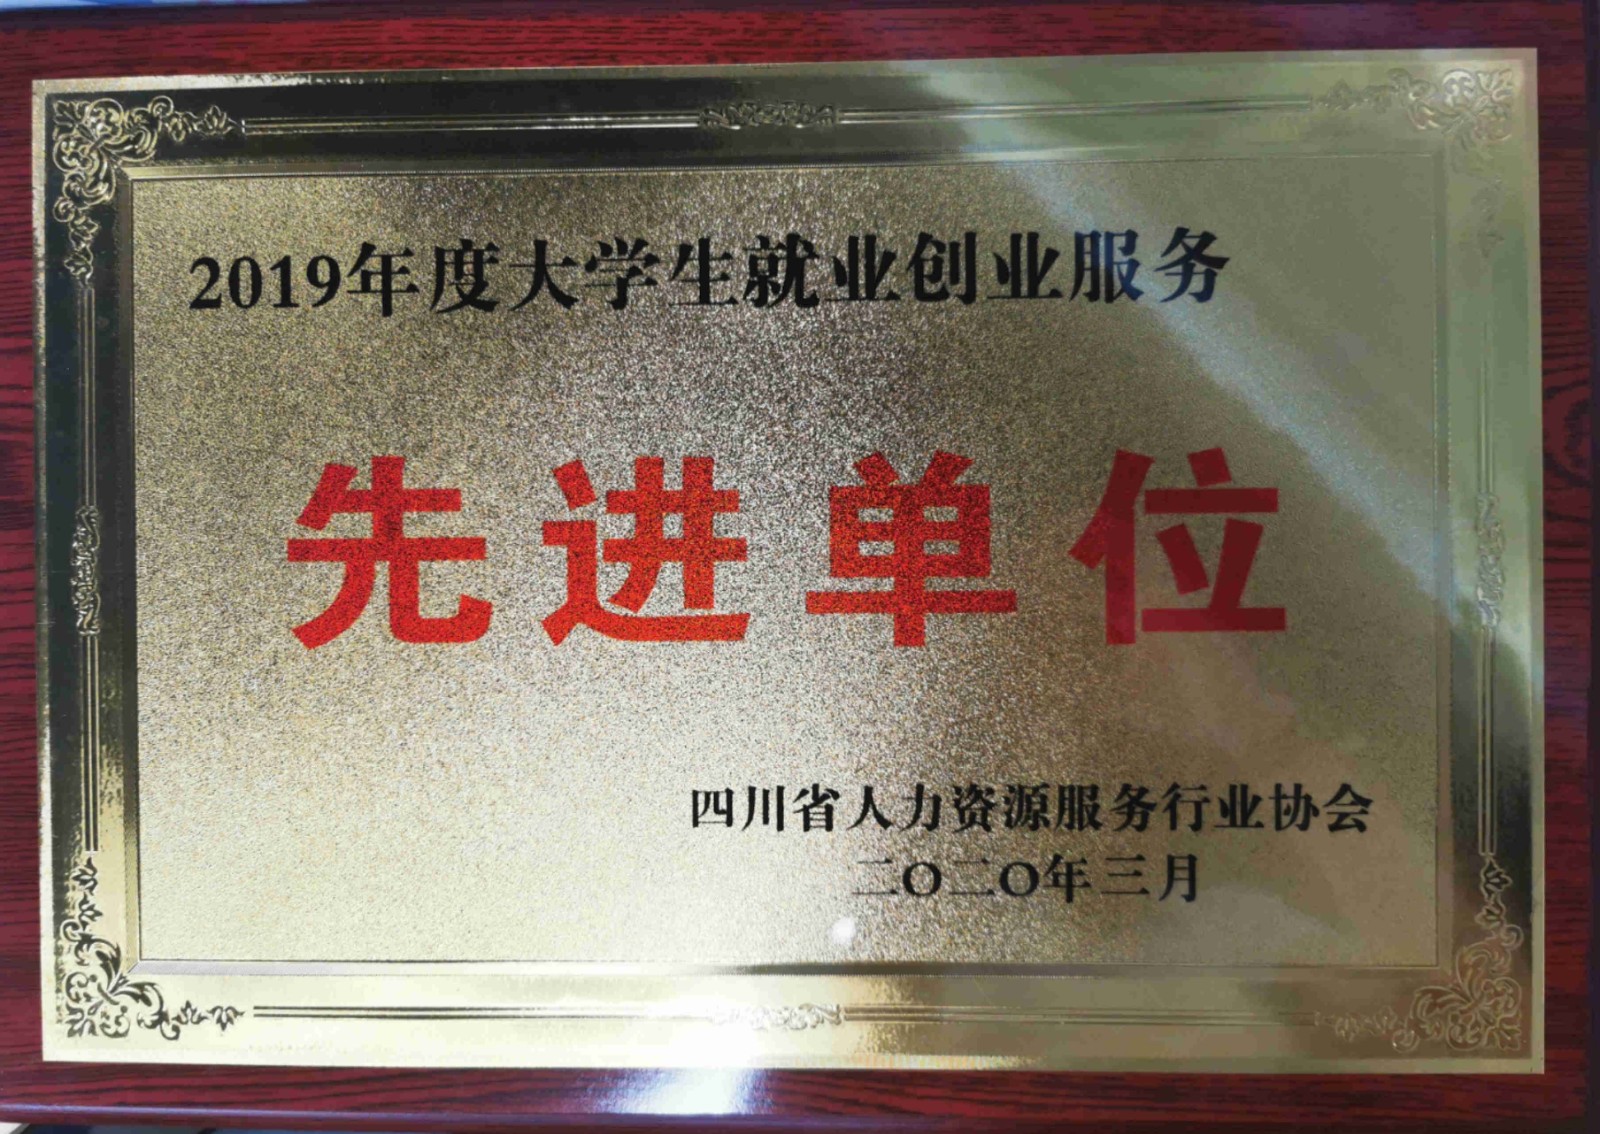 2019年度大学生就业创业服务
先进单位
四川省人力资源服务行业协会
二〇二〇年三月